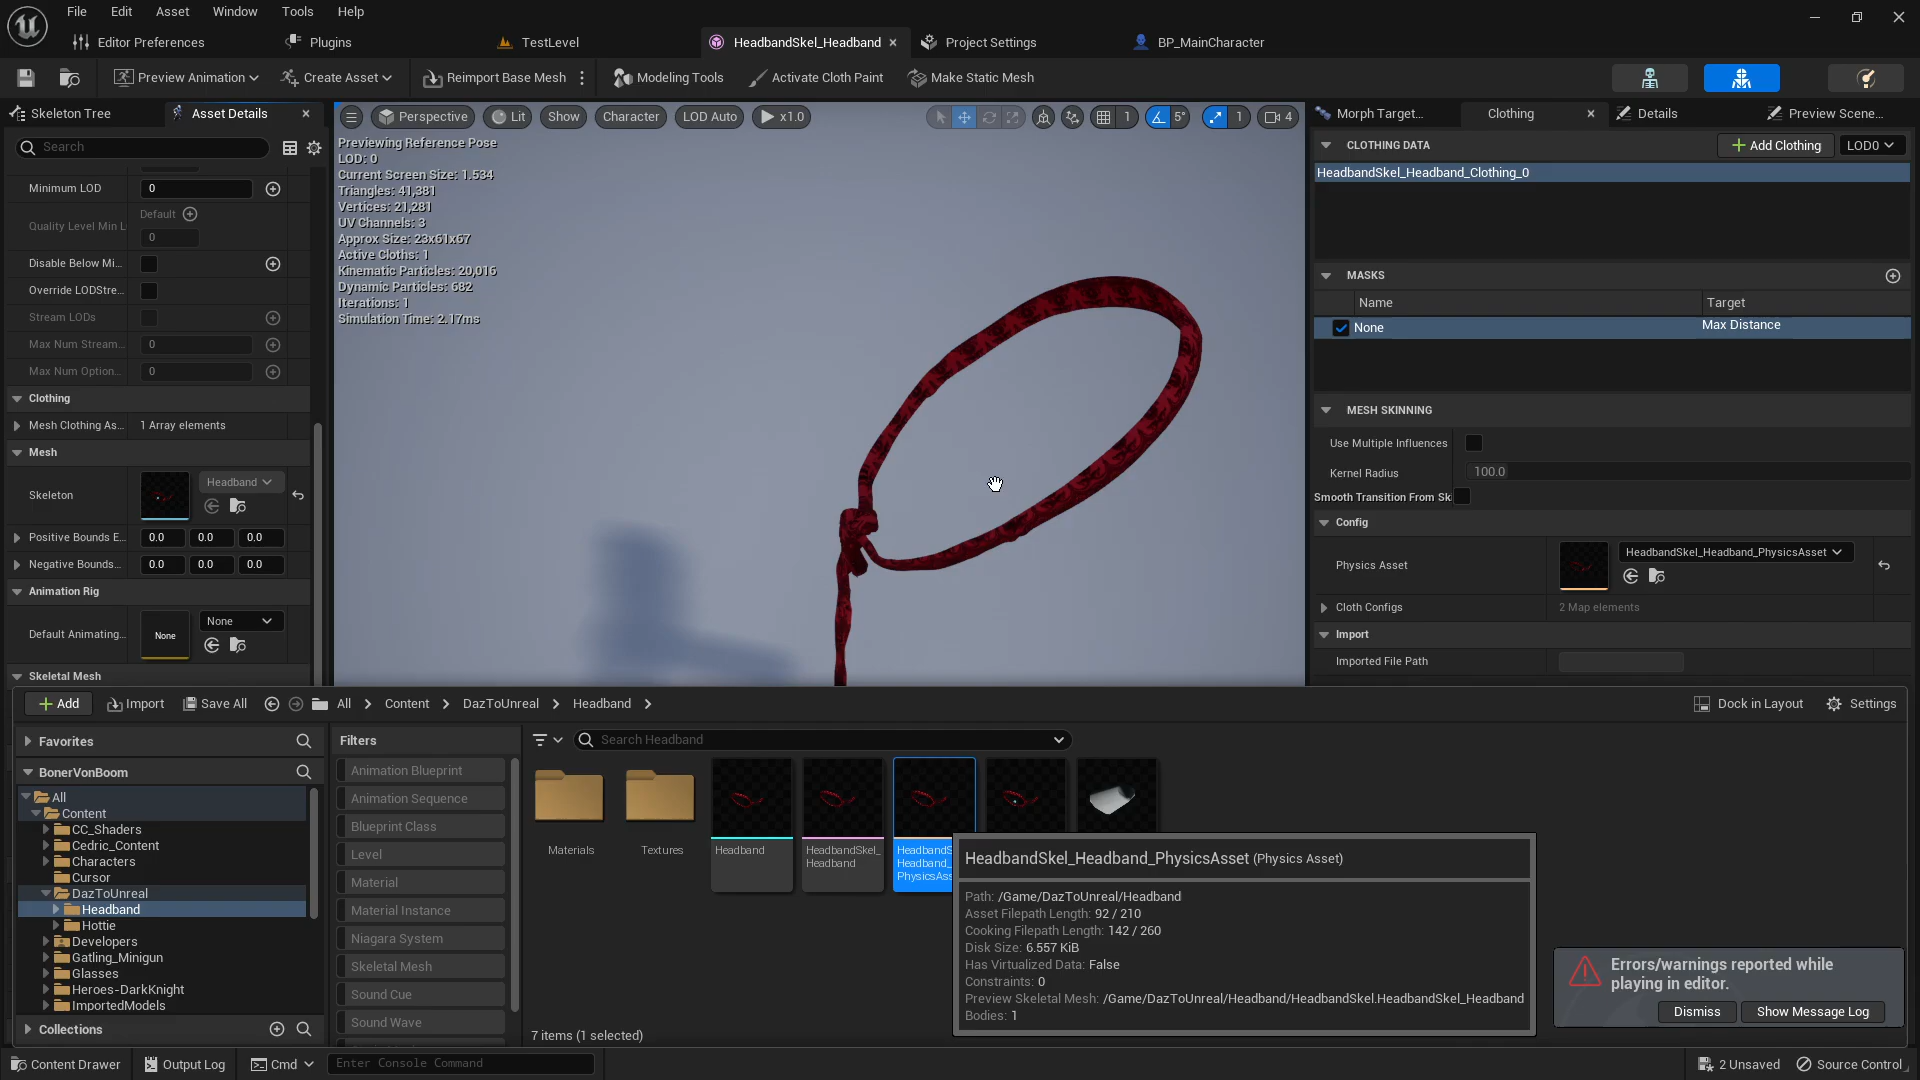 File Edit Asset Window Tools Help
Editor Preferences Plugins TestLevel HeadbandSkel_Headband Project Settings BP_MainCharacter
Preview Animation Create Asset Reimport Base Mesh Modeling Tools Activate Cloth Paint Make Static Mesh
Skeleton Tree Asset Details
Search
Minimum LOD 0
Default
Quality Level Min L
0
Disable Below Mi...
Override LODStre...
Stream LODs
Max Num Stream... 0
Max Num Option... 0
Clothing
Mesh Clothing As... 1 Array elements
Mesh
Skeleton Headband
Positive Bounds E... 0.0 0.0 0.0
Negative Bounds... 0.0 0.0 0.0
Animation Rig
Default Animating... None None
Skeletal Mesh
Perspective Lit Show Character LOD Auto x1.0 1 5° 1 4
Previewing Reference Pose
LOD: 0
Current Screen Size: 1.534
Triangles: 41,381
Vertices: 21,281
UV Channels: 3
Approx Size: 23x61x67
Active Cloths: 1
Kinematic Particles: 20,016
Dynamic Particles: 682
Iterations: 1
Simulation Time: 2.17ms
Morph Target... Clothing Details Preview Scene...
CLOTHING DATA Add Clothing LOD0
HeadbandSkel_Headband_Clothing_0
MASKS
Name Target
None Max Distance
MESH SKINNING
Use Multiple Influences
Kernel Radius 100.0
Smooth Transition From Sk
Config
Physics Asset HeadbandSkel_Headband_PhysicsAsset
Cloth Configs 2 Map elements
Import
Imported File Path
Add Import Save All All Content DazToUnreal Headband Dock in Layout Settings
Favorites
BonerVonBoom
All
Content
CC_Shaders
Cedric_Content
Characters
Cursor
DazToUnreal
Headband
Hottie
Developers
Gatling_Minigun
Glasses
Heroes-DarkKnight
ImportedModels
Collections
Filters
Animation Blueprint
Animation Sequence
Blueprint Class
Level
Material
Material Instance
Niagara System
Skeletal Mesh
Sound Cue
Sound Wave
Search Headband
Materials
Textures
Headband
HeadbandSkel_
Headband
HeadbandS
Headband_
PhysicsAss
HeadbandSkel_Headband_PhysicsAsset (Physics Asset)
Path: /Game/DazToUnreal/Headband
Asset Filepath Length: 92 / 210
Cooking Filepath Length: 142 / 260
Disk Size: 6.557 KiB
Has Virtualized Data: False
Constraints: 0
Preview Skeletal Mesh: /Game/DazToUnreal/Headband/HeadbandSkel.HeadbandSkel_Headband
Bodies: 1
7 items (1 selected)
Errors/warnings reported while
playing in editor.
Dismiss Show Message Log
Content Drawer Output Log Cmd Enter Console Command 2 Unsaved Source Control